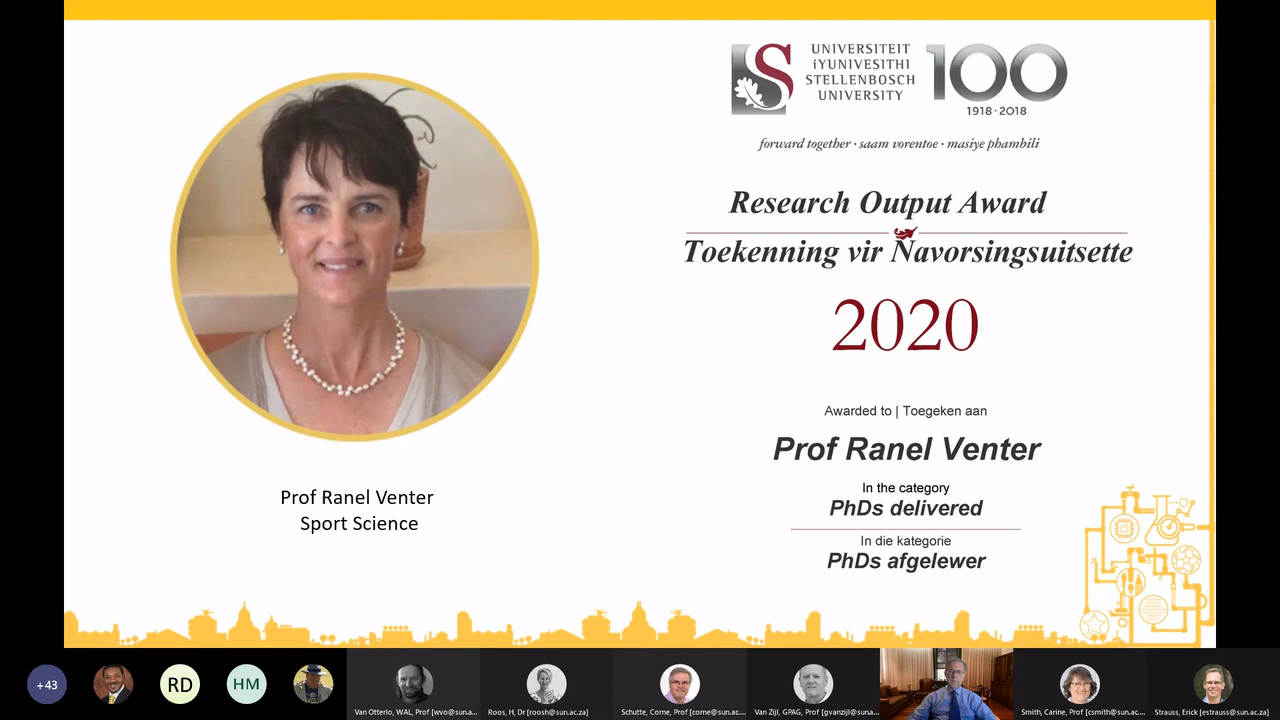 UNIVERSITEIT
iYUNIVESITHI
STELLENBOSCH
UNIVERSITY
100
1918 · 2018
forward together · saam vorentoe · masiye phambili
Research Output Award
Toekenning vir Navorsingsuitsette
2020
Awarded to | Toegeken aan
Prof Ranel Venter
In the category
PhDs delivered
In die kategorie
PhDs afgelewer
Prof Ranel Venter
Sport Science
+43
RD
HM
Van Otterlo, WAL, Prof [wvo@sun.a...
Roos, H, Dr [roosh@sun.ac.za]
Schutte, Corne, Prof [corne@sun.ac....
Van Zijl, GPAG, Prof [gvanzijl@suna...
Smith, Carine, Prof [csmith@sun.ac.za]
Strauss, Erick [estrauss@sun.ac.za]